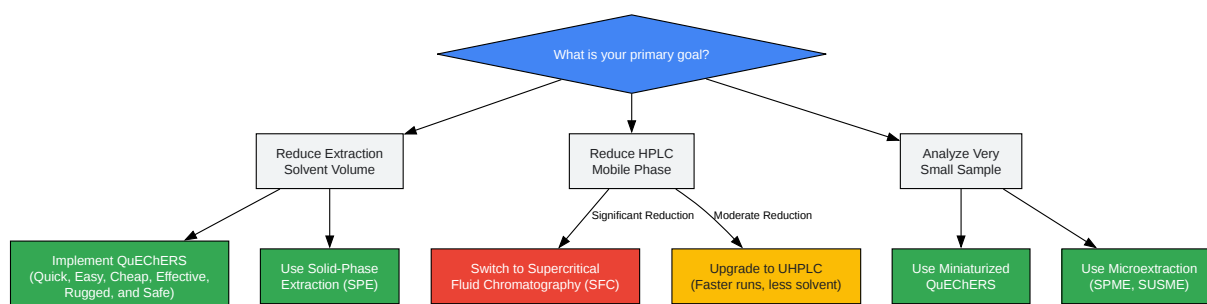 What is your primary goal?
Reduce Extraction
Solvent Volume
Reduce HPLC
Mobile Phase
Analyze Very
Small Sample
Significant Reduction
Moderate Reduction
Implement QuEChERS
(Quick, Easy, Cheap, Effective,
Rugged, and Safe)
Use Solid-Phase
Extraction (SPE)
Switch to Supercritical
Fluid Chromatography (SFC)
Upgrade to UHPLC
(Faster runs, less solvent)
Use Miniaturized
QuEChERS
Use Microextraction
(SPME, SUSME)